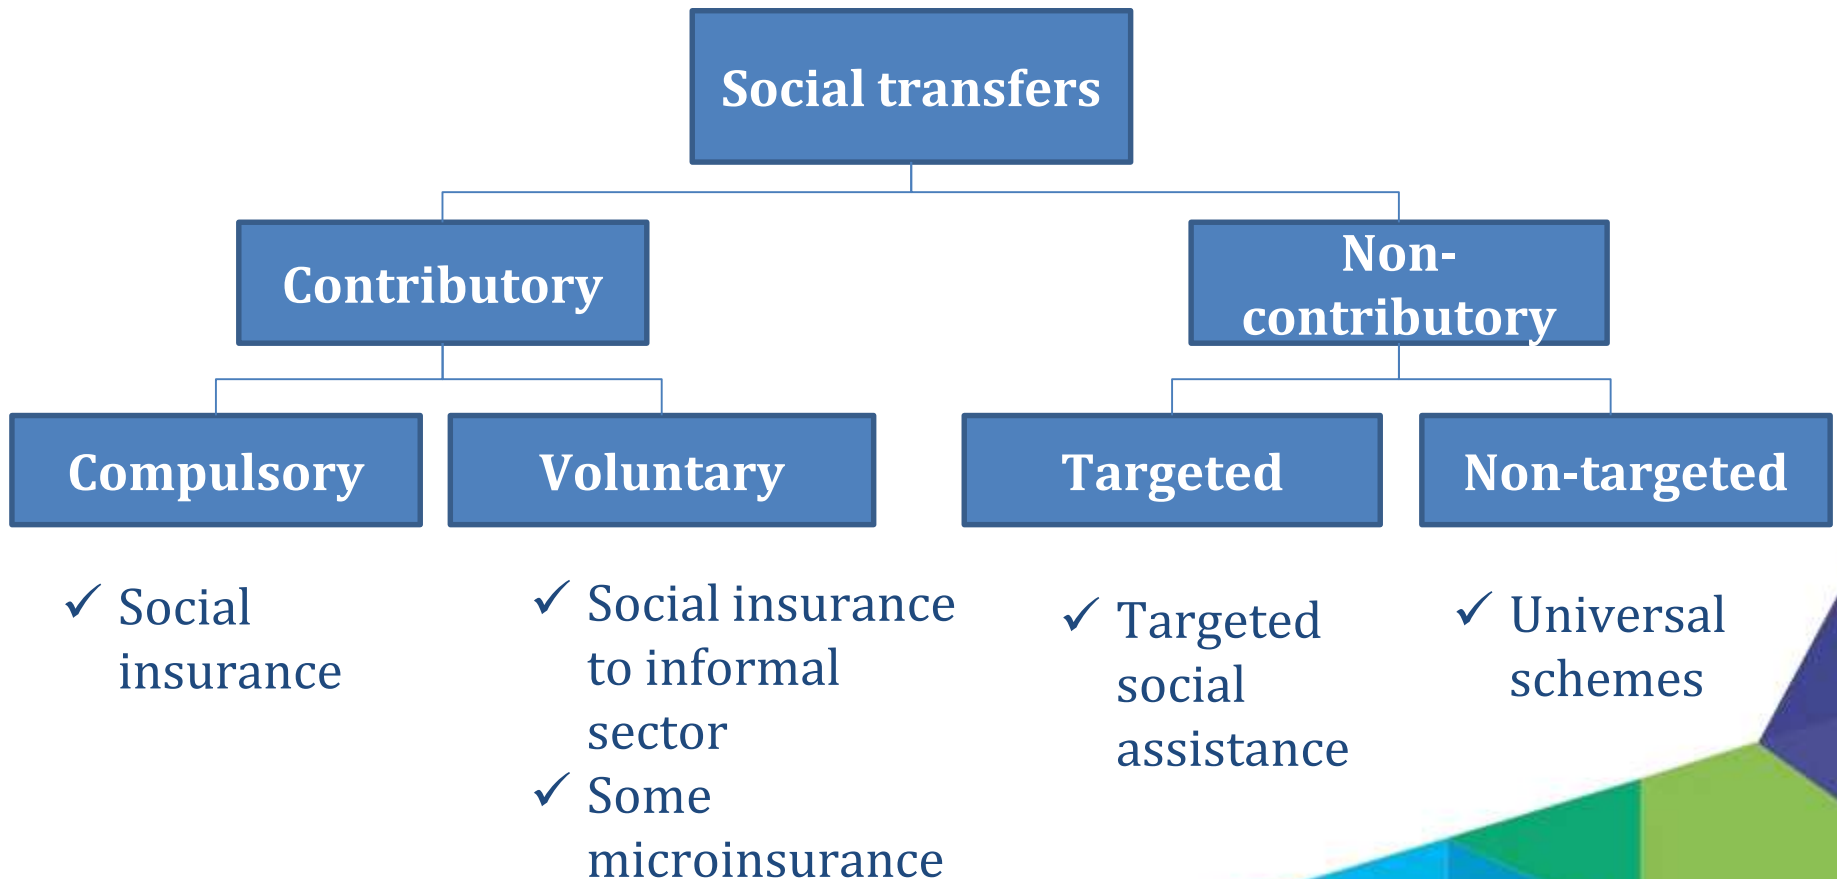 Social transfers
Contributory
Non-
contributory
Compulsory
Voluntary
Targeted
Non-targeted
✓ Social
insurance
✓ Social insurance
to informal
sector
✓ Some
microinsurance
✓ Targeted
social
assistance
✓ Universal
schemes